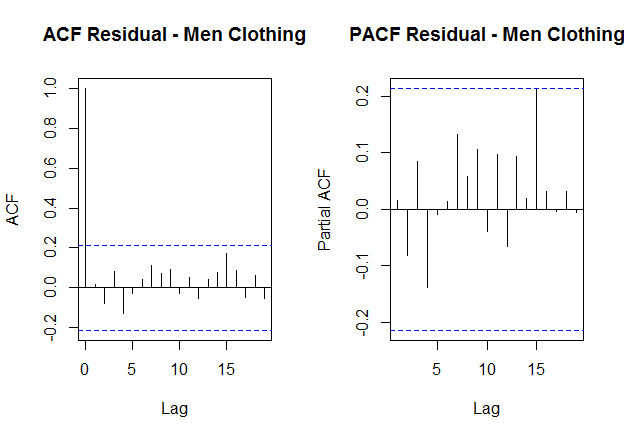 ACF Residual - Men Clothing
ACF
-0.2 0.0 0.2 0.4 0.6 0.8 1.0
0 5 10 15
Lag
PACF Residual - Men Clothing
Partial ACF
-0.2 -0.1 0.0 0.1 0.2
5 10 15
Lag